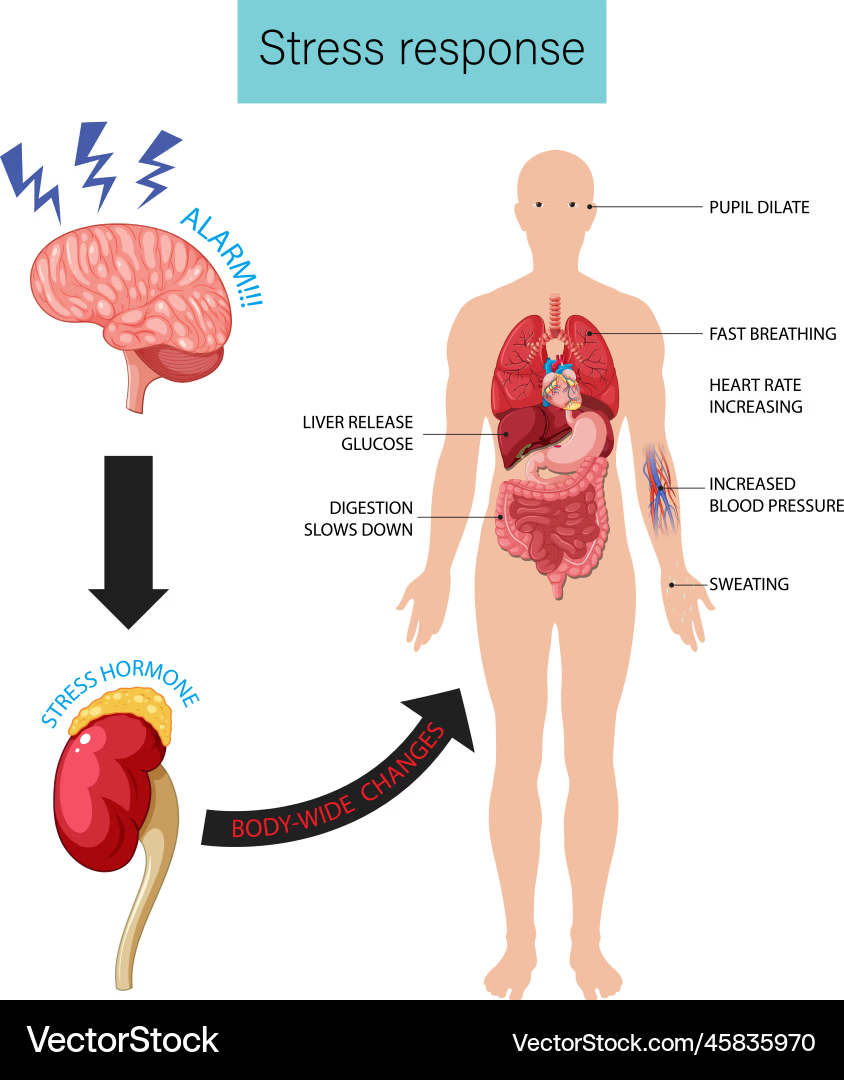 Stress response
ALARM!!!
PUPIL DILATE
FAST BREATHING
HEART RATE
INCREASING
LIVER RELEASE
GLUCOSE
INCREASED
BLOOD PRESSURE
DIGESTION
SLOWS DOWN
SWEATING
STRESS HORMONE
BODY-WIDE CHANGES
VectorStock
VectorStock.com/45835970